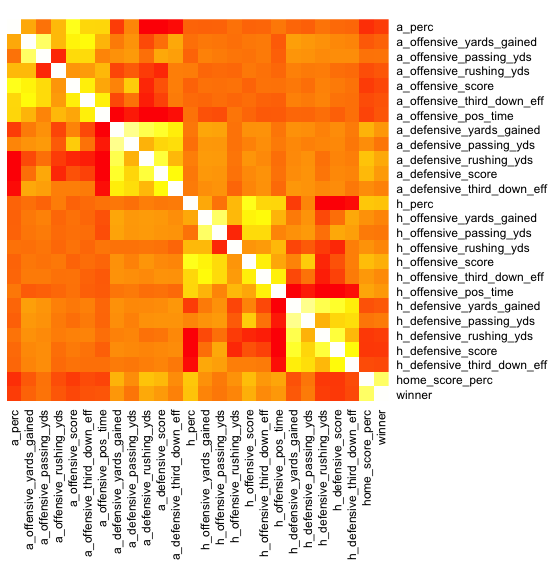 a_perc
a_offensive_yards_gained
a_offensive_passing_yds
a_offensive_rushing_yds
a_offensive_score
a_offensive_third_down_eff
a_offensive_pos_time
a_defensive_yards_gained
a_defensive_passing_yds
a_defensive_rushing_yds
a_defensive_score
a_defensive_third_down_eff
h_perc
h_offensive_yards_gained
h_offensive_passing_yds
h_offensive_rushing_yds
h_offensive_score
h_offensive_third_down_eff
h_offensive_pos_time
h_defensive_yards_gained
h_defensive_passing_yds
h_defensive_rushing_yds
h_defensive_score
h_defensive_third_down_eff
home_score_perc
winner
a_perc
a_offensive_yards_gained
a_offensive_passing_yds
a_offensive_rushing_yds
a_offensive_score
a_offensive_third_down_eff
a_offensive_pos_time
a_defensive_yards_gained
a_defensive_passing_yds
a_defensive_rushing_yds
a_defensive_score
a_defensive_third_down_eff
h_perc
h_offensive_yards_gained
h_offensive_passing_yds
h_offensive_rushing_yds
h_offensive_score
h_offensive_third_down_eff
h_offensive_pos_time
h_defensive_yards_gained
h_defensive_passing_yds
h_defensive_rushing_yds
h_defensive_score
h_defensive_third_down_eff
home_score_perc
winner